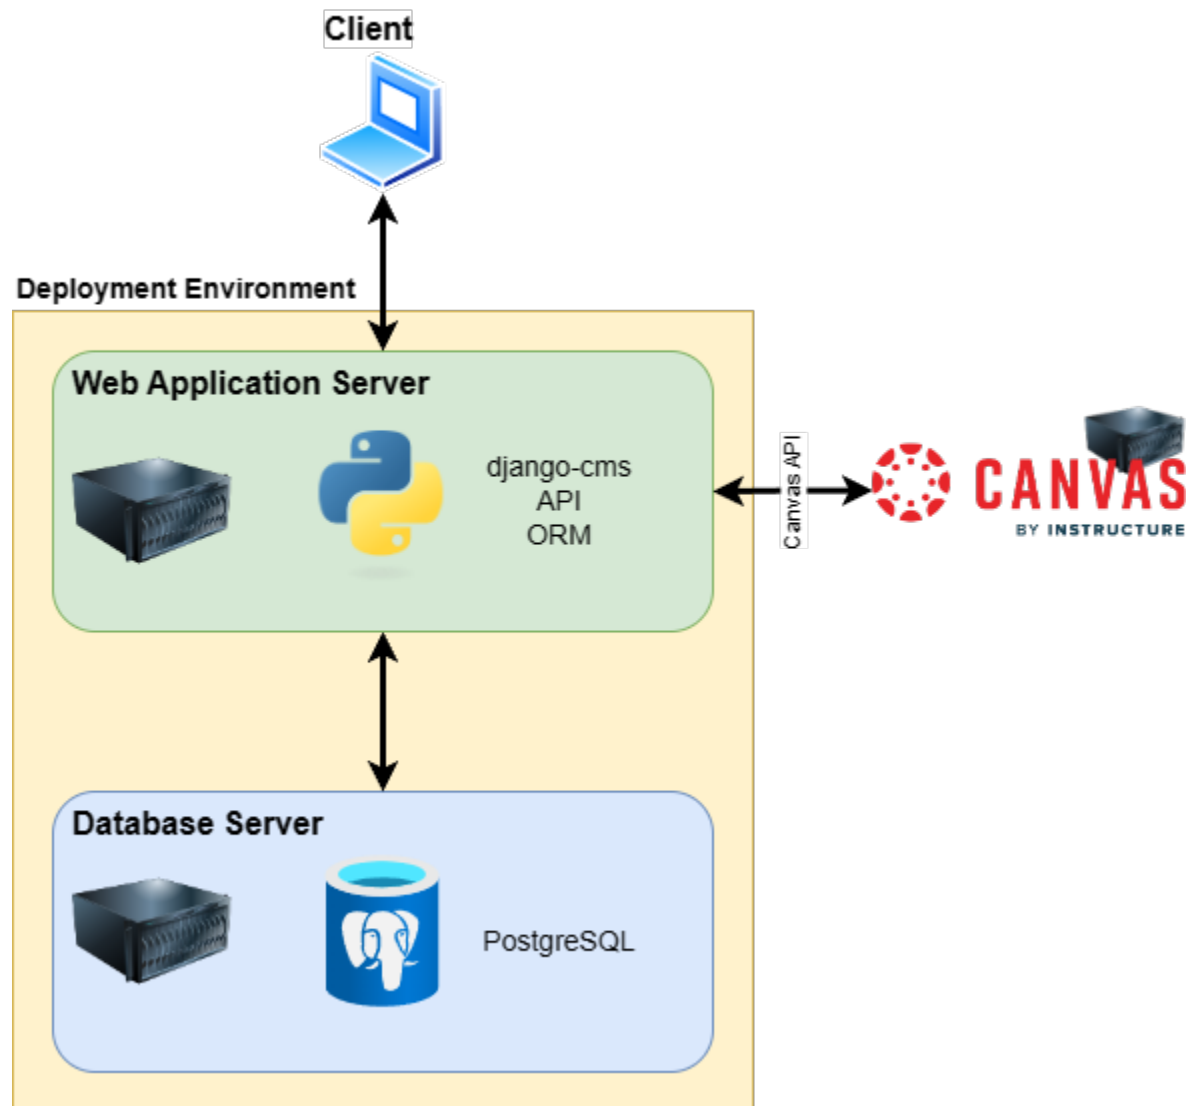 Client
Deployment Environment
Web Application Server
django-cms
API
ORM
Canvas API
CANVAS
BY INSTRUCTURE
Database Server
PostgreSQL